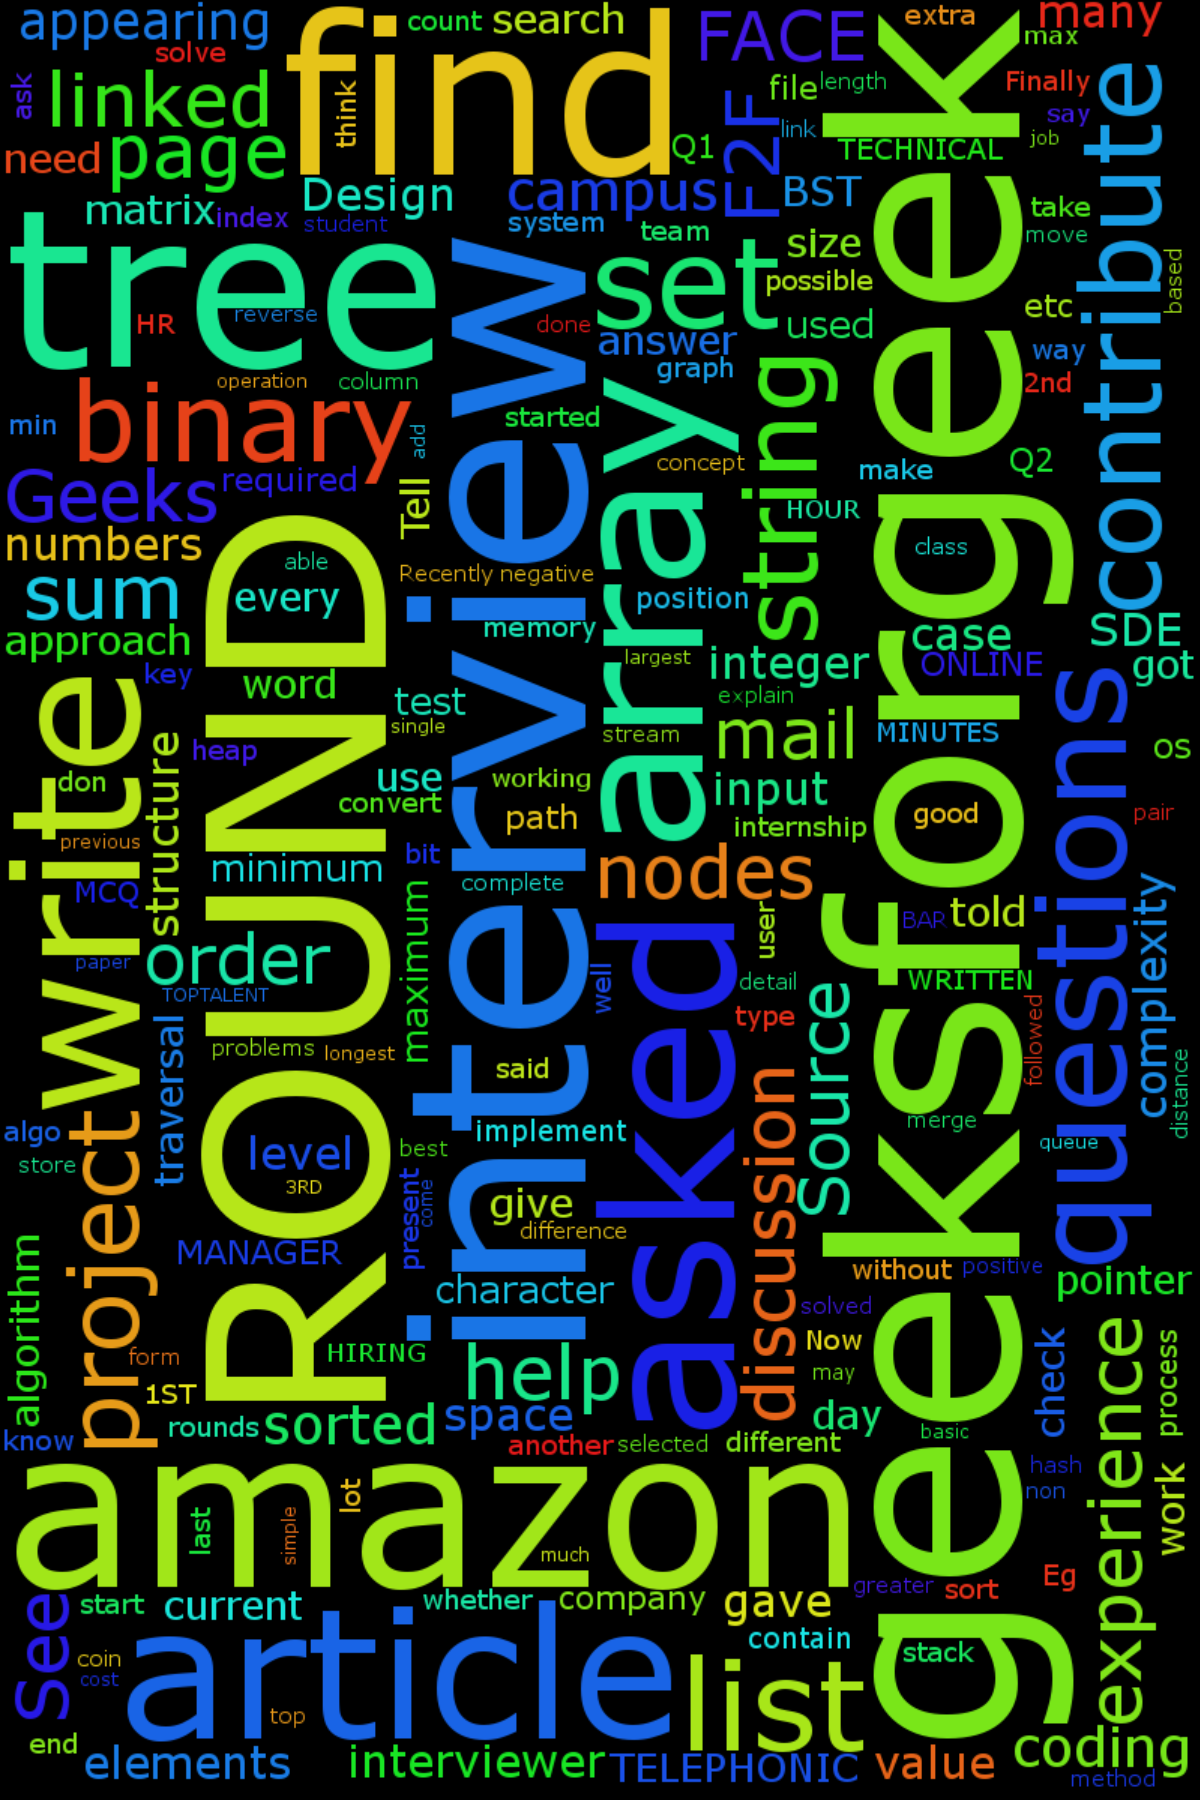 appearing
count
search
FACE
extra
many
solve
find
max
ask
linked
think
file
length
Finally
say
need
page
Q1
F2F
link
TECHNICAL
job
contribute
Design
campus
BST
matrix
index
student
system
team
take
move
tree
set
size
possible
etc
based
HR
reverse
done
answer
used
way
operation
column
graph
2nd
min
binary
add
started
concept
string
make
Q2
Geeks
required
Tell
HOUR
numbers
able
Recently
negative
class
sum
every
position
approach
memory
case
SDE
key
word
largest
integer
ONLINE
got
test
explain
write
ROUND
interview
array
geeksforgeek
single
stream
mail
MINUTES
os
heap
don
structure
use
working
input
convert
path
internship
good
pair
previous
minimum
bit
nodes
questions
MCQ
complete
maximum
user
BAR
told
complexity
order
paper
well
detail
WRITTEN
TOPTALENT
asked
type
Source
followed
traversal
problems
longest
said
distance
algo
project
level
best
implement
discussion
merge
queue
store
3RD
present
come
give
difference
MANAGER
without
positive
pointer
algorithm
character
solved
form
HIRING
help
Now
check
process
1ST
may
rounds
sorted
space
day
know
another
selected
different
basic
experience
amazon
hash
last
simple
lot
non
work
much
See
start
current
whether
company
gave
greater
sort
Eg
coin
cost
article
contain
stack
list
top
end
elements
interviewer
TELEPHONIC
value
coding
method